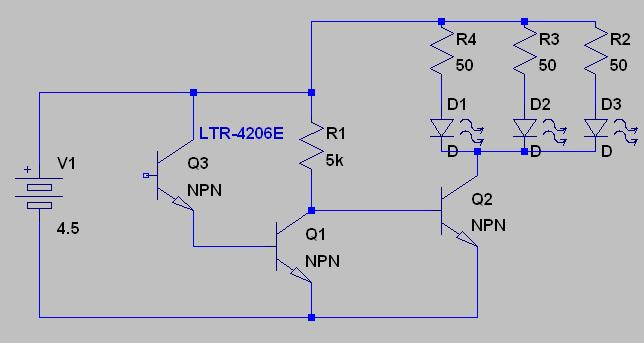 R4
50
R3
50
R2
50
D1
D
D2
D
D3
D
LTR-4206E
R1
5k
V1
+
4.5
Q3
NPN
Q1
NPN
Q2
NPN